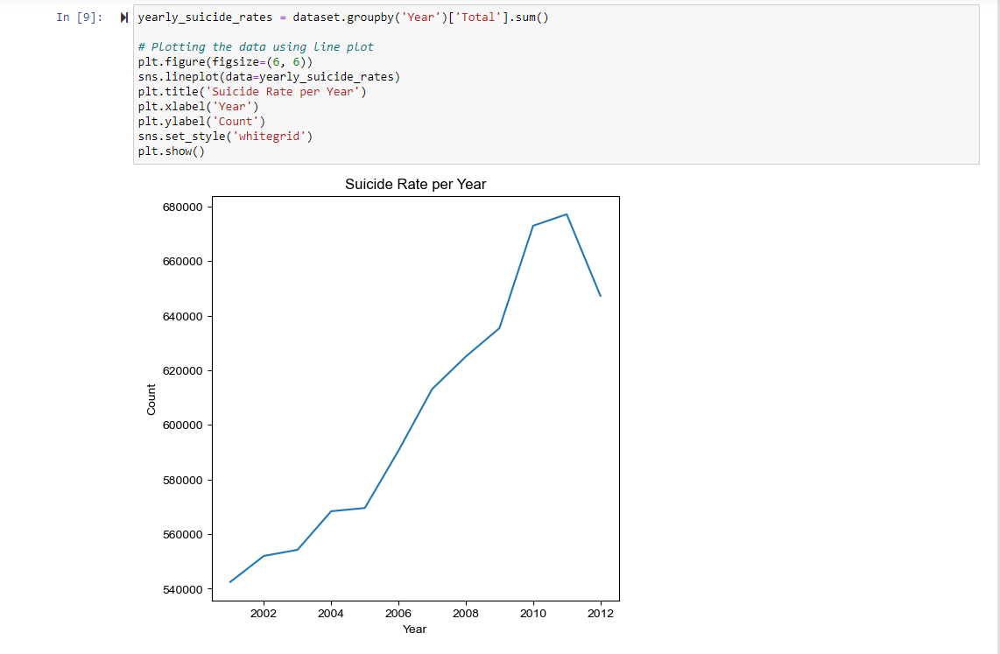 In [9]:
yearly_suicide_rates = dataset.groupby('Year')['Total'].sum()
# Plotting the data using line plot
plt.figure(figsize=(6, 6))
sns.lineplot(data=yearly_suicide_rates)
plt.title('Suicide Rate per Year')
plt.xlabel('Year')
plt.ylabel('Count')
sns.set_style('whitegrid')
plt.show()
Suicide Rate per Year
680000
660000
640000
620000
600000
580000
560000
540000
Count
2002 2004 2006 2008 2010 2012
Year